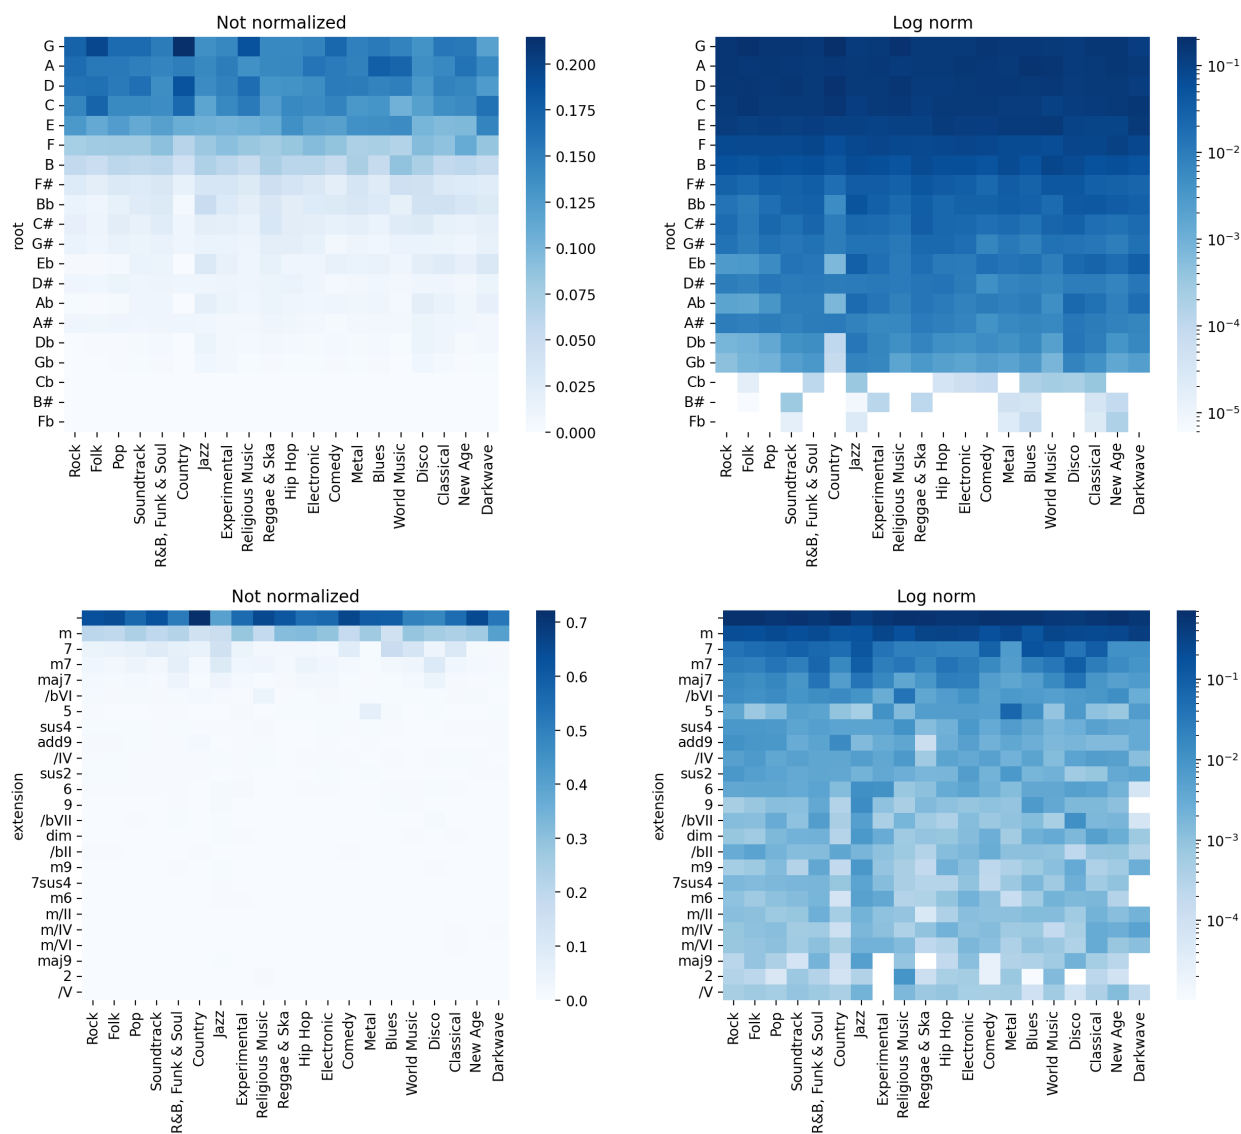 Not normalized
G
A
D
C
E
F
B
F#
Bb
C#
G#
Eb
D#
Ab
A#
Db
Gb
Cb
B#
Fb
root
Rock
Folk
Pop
Soundtrack
R&B, Funk & Soul
Country
Jazz
Experimental
Religious Music
Reggae & Ska
Hip Hop
Electronic
Comedy
Metal
Blues
World Music
Disco
Classical
New Age
Darkwave
0.200
0.175
0.150
0.125
0.100
0.075
0.050
0.025
0.000
Log norm
G
A
D
C
E
F
B
F#
Bb
C#
G#
Eb
D#
Ab
A#
Db
Gb
Cb
B#
Fb
root
Rock
Folk
Pop
Soundtrack
R&B, Funk & Soul
Country
Jazz
Experimental
Religious Music
Reggae & Ska
Hip Hop
Electronic
Comedy
Metal
Blues
World Music
Disco
Classical
New Age
Darkwave
10⁻¹
10⁻²
10⁻³
10⁻⁴
10⁻⁵
Not normalized
m
7
m7
maj7
/bVI
5
sus4
add9
/IV
sus2
6
9
/bVII
dim
/bII
m9
7sus4
m6
m/II
m/IV
m/VI
maj9
2
/V
extension
Rock
Folk
Pop
Soundtrack
R&B, Funk & Soul
Country
Jazz
Experimental
Religious Music
Reggae & Ska
Hip Hop
Electronic
Comedy
Metal
Blues
World Music
Disco
Classical
New Age
Darkwave
0.7
0.6
0.5
0.4
0.3
0.2
0.1
0.0
Log norm
m
7
m7
maj7
/bVI
5
sus4
add9
/IV
sus2
6
9
/bVII
dim
/bII
m9
7sus4
m6
m/II
m/IV
m/VI
maj9
2
/V
extension
Rock
Folk
Pop
Soundtrack
R&B, Funk & Soul
Country
Jazz
Experimental
Religious Music
Reggae & Ska
Hip Hop
Electronic
Comedy
Metal
Blues
World Music
Disco
Classical
New Age
Darkwave
10⁻¹
10⁻²
10⁻³
10⁻⁴